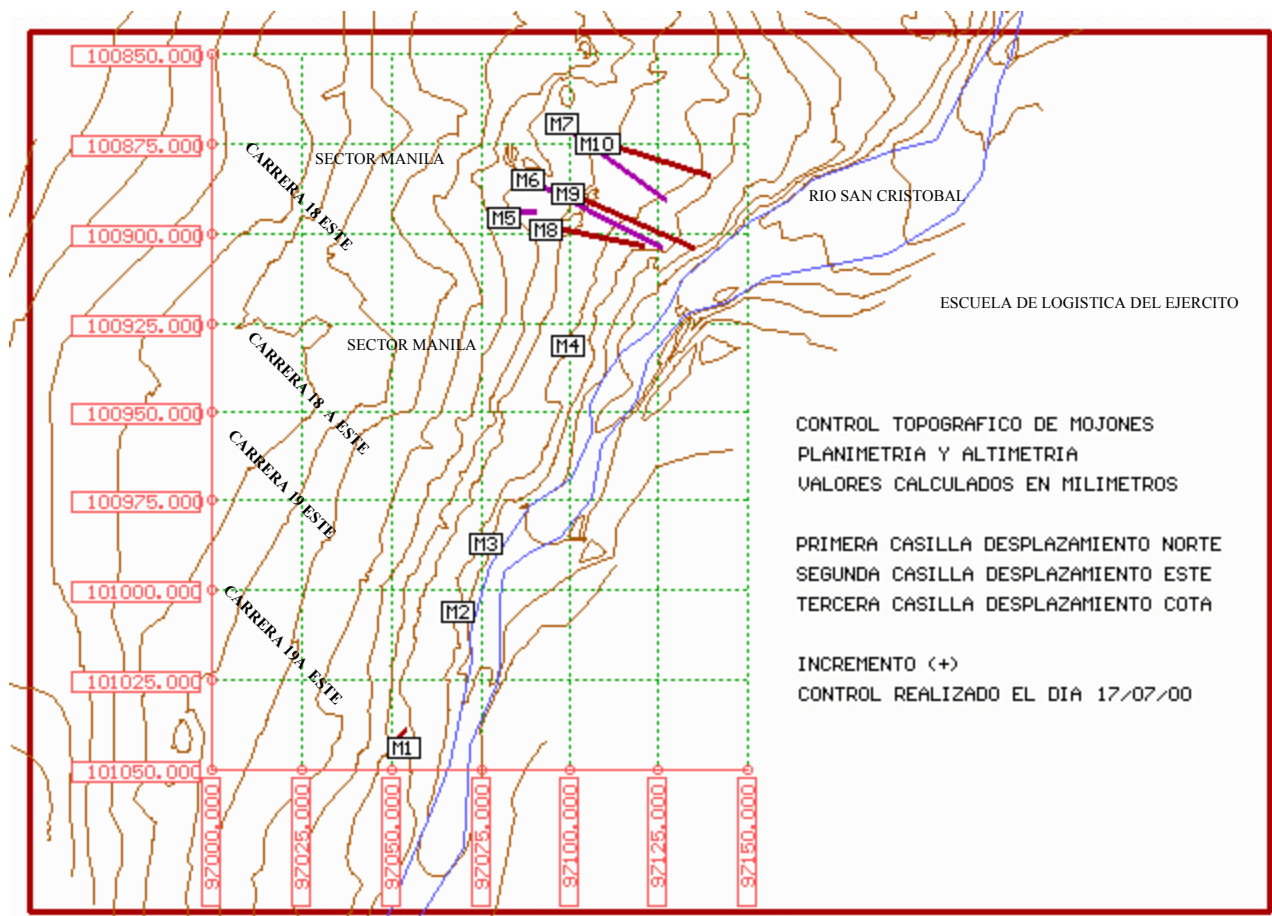 100850.000
M7
M10
100875.000
CARRERA 18 ESTE
SECTOR MANILA
M6
M9
RIO SAN CRISTOBAL
M5
M8
100900.000
ESCUELA DE LOGISTICA DEL EJERCITO
100925.000
CARRERA 18 A ESTE
SECTOR MANILA
M4
100950.000
CONTROL TOPOGRAFICO DE MOJONES
PLANIMETRIA Y ALTIMETRIA
VALORES CALCULADOS EN MILIMETROS
CARRERA 19 ESTE
100975.000
M3
PRIMERA CASILLA DESPLAZAMIENTO NORTE
SEGUNDA CASILLA DESPLAZAMIENTO ESTE
TERCERA CASILLA DESPLAZAMIENTO COTA
101000.000
CARRERA 19A ESTE
M2
INCREMENTO (+)
CONTROL REALIZADO EL DIA 17/07/00
101025.000
M1
101050.000
97000.000
97025.000
97050.000
97025.000
97100.000
97125.000
97150.000